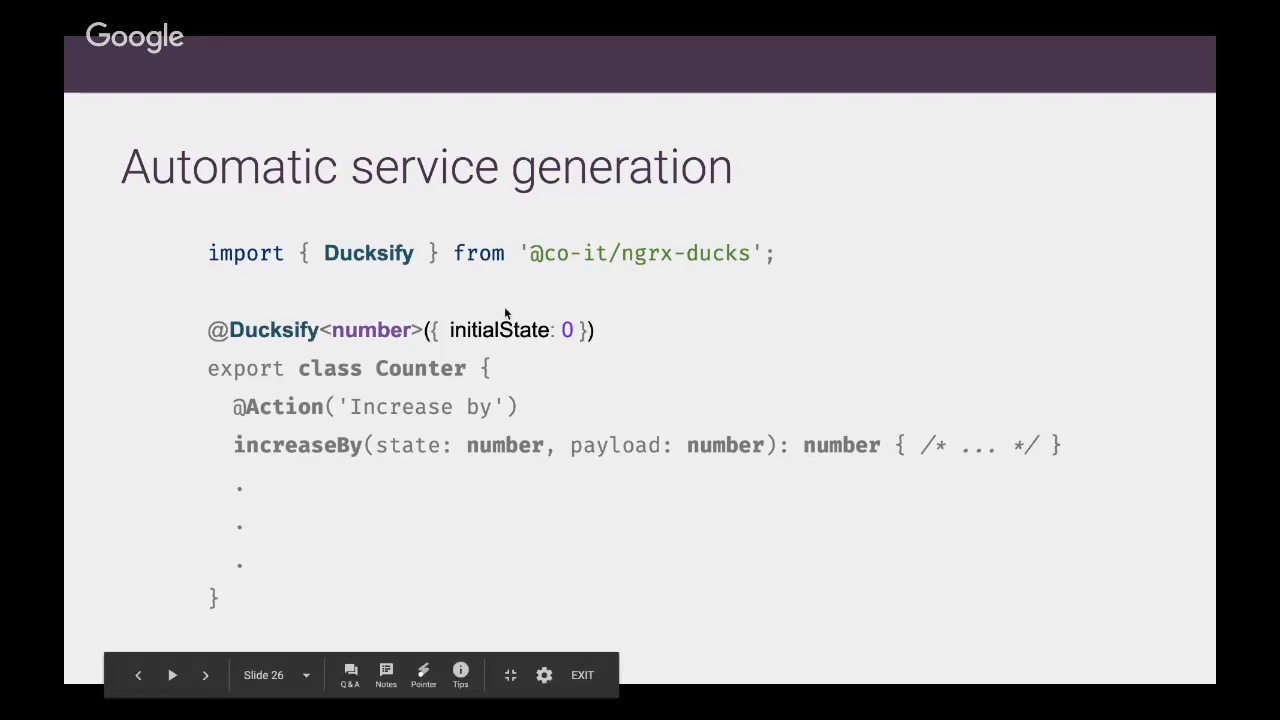 Google
Automatic service generation
import { Ducksify } from '@co-it/ngrx-ducks';
@Ducksify<number>({ initialState: 0 })
export class Counter {
@Action('Increase by')
increaseBy(state: number, payload: number): number { /* ... */ }
.
.
.
}
Slide 26
Q & A Notes Pointer Tips
EXIT